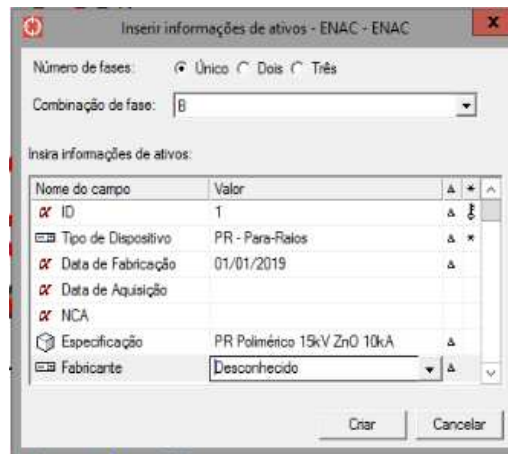 Inserir informações de ativos - ENAC - ENAC
x
Número de fases: Único Dois Três
Combinação de fase: B
Insira informações de ativos:
Nome do campo Valor Δ *
α ID 1 Δ
Tipo de Dispositivo PR - Para-Raios Δ *
α Data de Fabricação 01/01/2019 Δ
α Data de Aquisição
α NCA
Especificação PR Polimérico 15kV ZnO 10kA Δ
Fabricante Desconhecido Δ
Criar Cancelar